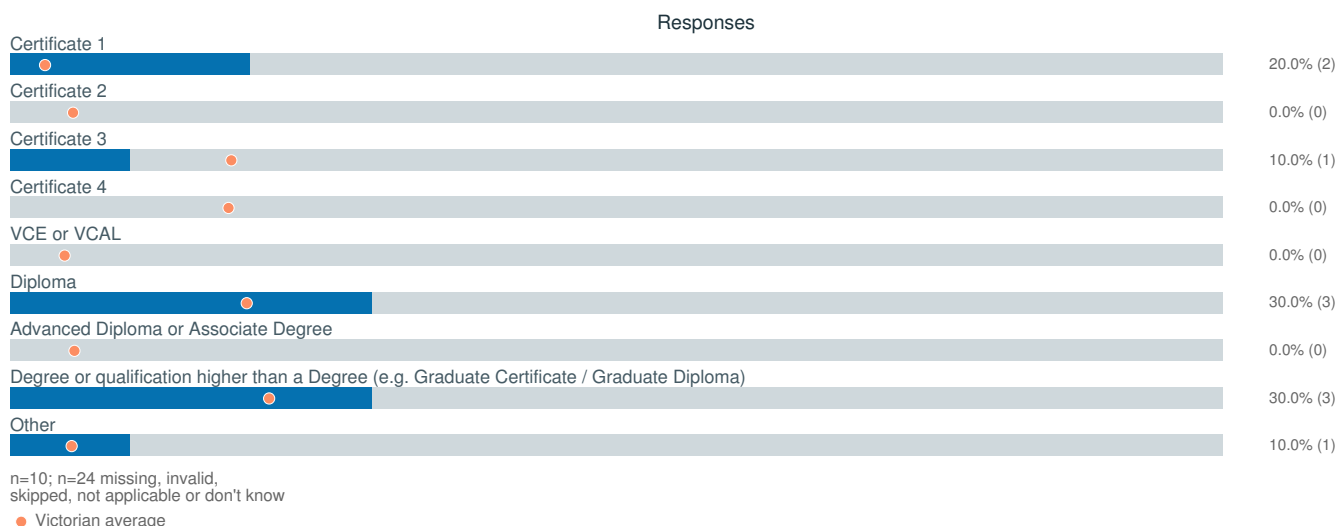 Responses
Certificate 1
20.0% (2)
Certificate 2
0.0% (0)
Certificate 3
10.0% (1)
Certificate 4
0.0% (0)
VCE or VCAL
0.0% (0)
Diploma
30.0% (3)
Advanced Diploma or Associate Degree
0.0% (0)
Degree or qualification higher than a Degree (e.g. Graduate Certificate / Graduate Diploma)
30.0% (3)
Other
10.0% (1)
n=10; n=24 missing, invalid,
skipped, not applicable or don't know
Victorian average